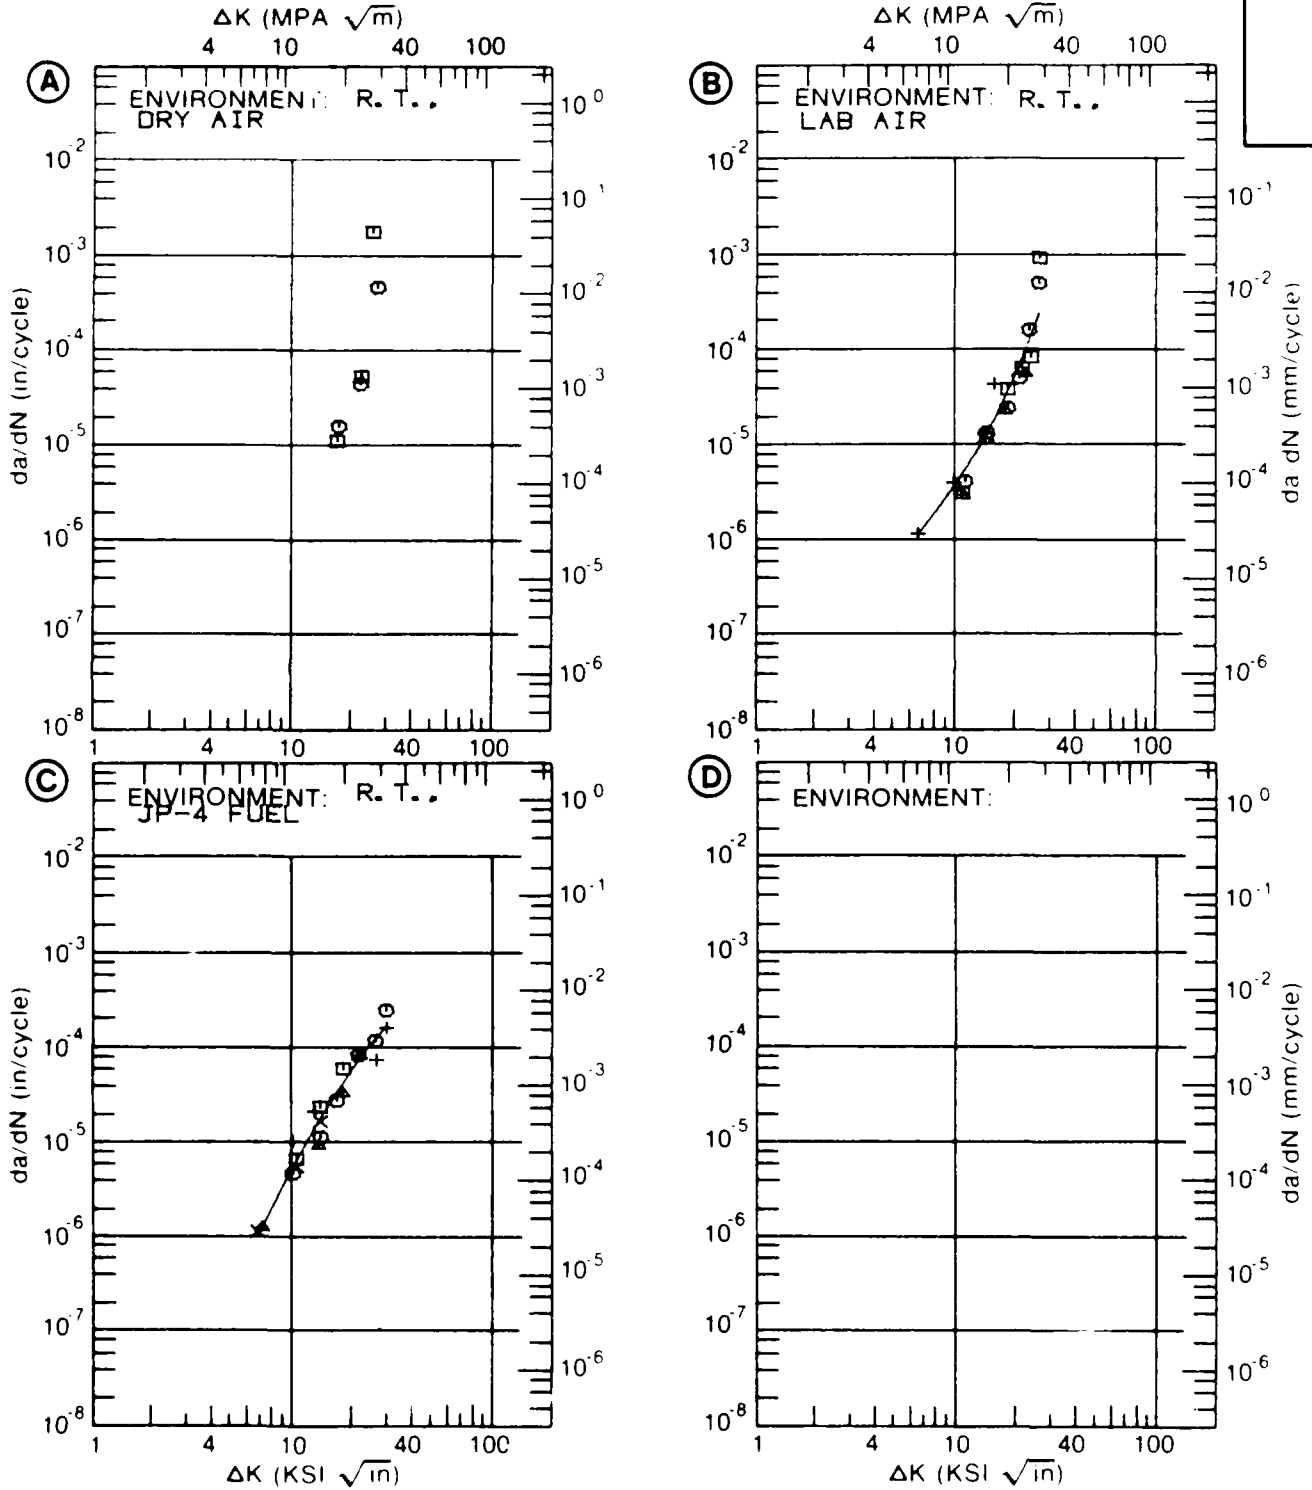 ΔK (MPA √m)
4 10 40 100
A
ENVIRONMENT: R. T.,
DRY AIR
10^0
10^-2
10^-1
10^-3
10^-2
10^-4
10^-3
10^-5
10^-4
10^-6
10^-5
10^-7
10^-6
10^-8
1 4 10 40 100
da/dN (in/cycle)
ΔK (MPA √m)
4 10 40 100
B
ENVIRONMENT: R. T.,
LAB AIR
10^-2
10^-1
10^-3
10^-2
10^-4
10^-3
10^-5
10^-4
10^-6
10^-5
10^-7
10^-6
10^-8
1 4 10 40 100
da dN (mm/cycle)
C
ENVIRONMENT: R. T.,
JP-4 FUEL
10^0
10^-2
10^-1
10^-3
10^-2
10^-4
10^-3
10^-5
10^-4
10^-6
10^-5
10^-7
10^-6
10^-8
1 4 10 40 100
da/dN (in/cycle)
ΔK (KSI √in)
D
ENVIRONMENT:
10^0
10^-2
10^-1
10^-3
10^-2
10^-4
10^-3
10^-5
10^-4
10^-6
10^-5
10^-7
10^-6
10^-8
1 4 10 40 100
da/dN (mm/cycle)
ΔK (KSI √in)